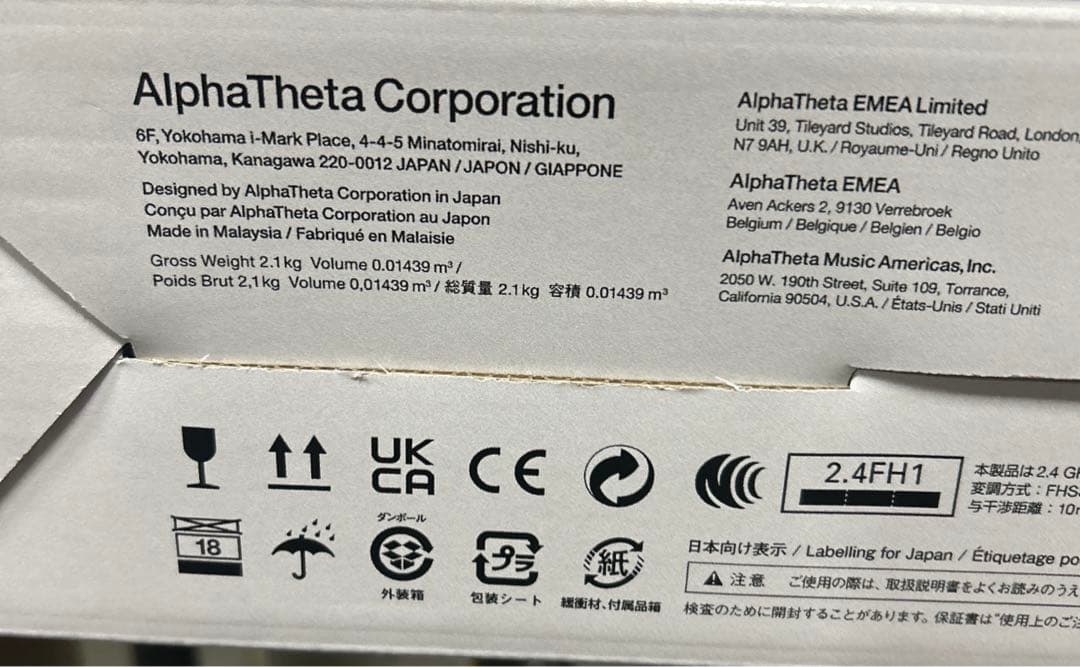 AlphaTheta Corporation
6F, Yokohama i-Mark Place, 4-4-5 Minatomirai, Nishi-ku,
Yokohama, Kanagawa 220-0012 JAPAN / JAPON / GIAPPONE
Designed by AlphaTheta Corporation in Japan
Conçu par AlphaTheta Corporation au Japon
Made in Malaysia / Fabriqué en Malaisie
Gross Weight 2.1 kg Volume 0.01439 m³ /
Poids Brut 2,1 kg Volume 0,01439 m³ / 総質量 2.1 kg 容積 0.01439 m³
AlphaTheta EMEA Limited
Unit 39, Tileyard Studios, Tileyard Road, London,
N7 9AH, U.K. / Royaume-Uni / Regno Unito
AlphaTheta EMEA
Aven Ackers 2, 9130 Verrebroek
Belgium / Belgique / Belgien / Belgio
AlphaTheta Music Americas, Inc.
2050 W. 190th Street, Suite 109, Torrance,
California 90504, U.S.A. / États-Unis / Stati Uniti
UK
CA
CE
2.4FH1
本製品は2.4
変調方式：FHS
与干渉距離：10
18
ダンボール
外装箱
プラ
包装シート
紙
緩衝材、付属品箱
日本向け表示 / Labelling for Japan / Étiquetage po
注意 ご使用の際は、取扱説明書をよくお読みのうえ
検査のために開封することがあります。保証書は"使用上のご注